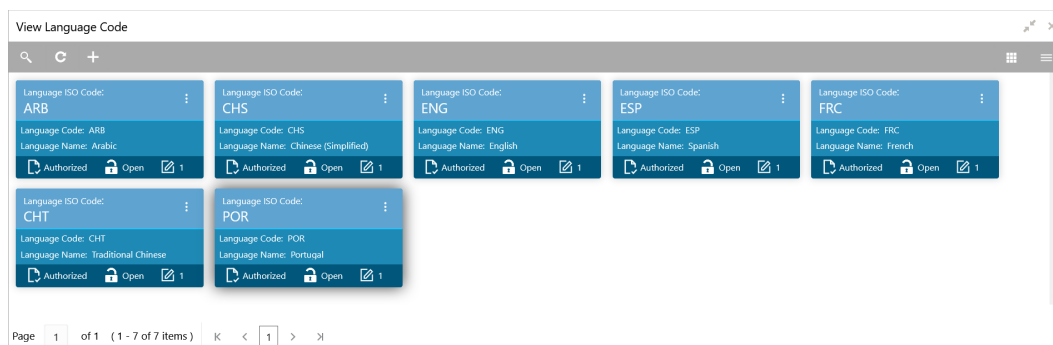 View Language Code
Language ISO Code:
ARB
Language Code: ARB
Language Name: Arabic
Authorized Open 1
Language ISO Code:
CHS
Language Code: CHS
Language Name: Chinese (Simplified)
Authorized Open 1
Language ISO Code:
ENG
Language Code: ENG
Language Name: English
Authorized Open 1
Language ISO Code:
ESP
Language Code: ESP
Language Name: Spanish
Authorized Open 1
Language ISO Code:
FRC
Language Code: FRC
Language Name: French
Authorized Open 1
Language ISO Code:
CHT
Language Code: CHT
Language Name: Traditional Chinese
Authorized Open 1
Language ISO Code:
POR
Language Code: POR
Language Name: Portugal
Authorized Open 1
Page 1 of 1 ( 1 - 7 of 7 items ) 1